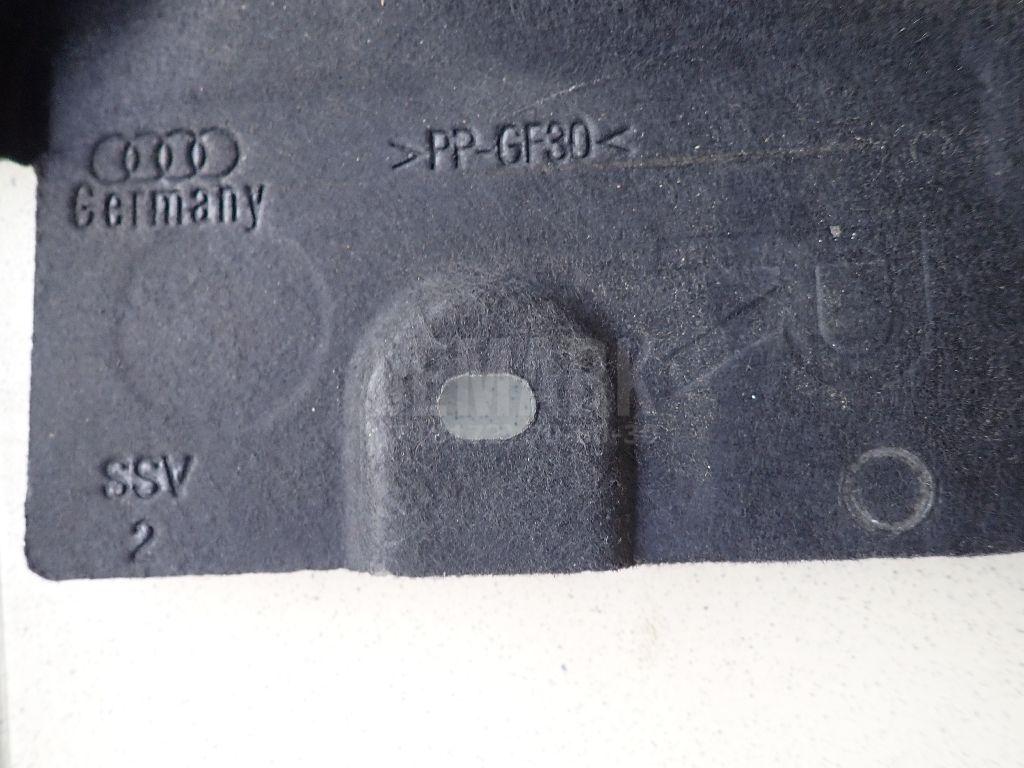 >PP-GF30<
Germany
SSV
2